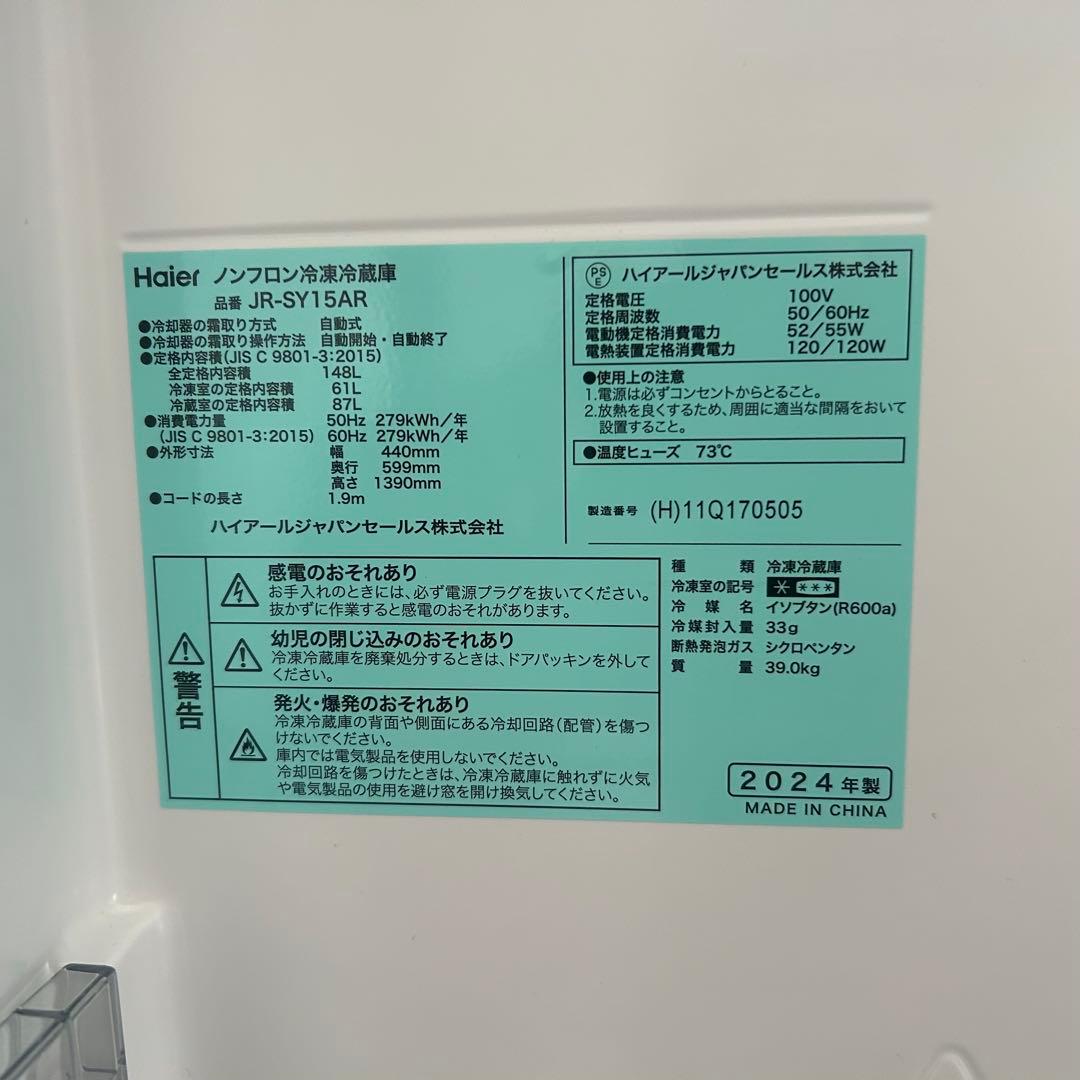 Haier ノンフロン冷凍冷蔵庫
品番 JR-SY15AR
●冷却器の霜取り方式 自動式
●冷却器の霜取り操作方法 自動開始・自動終了
●定格内容積(JIS C 9801-3:2015)
全定格内容積 148L
冷凍室の定格内容積 61L
冷蔵室の定格内容積 87L
●消費電力量 50Hz 279kWh/年
(JIS C 9801-3:2015) 60Hz 279kWh/年
●外形寸法 幅 440mm
奥行 599mm
高さ 1390mm
●コードの長さ 1.9m
ハイアールジャパンセールス株式会社
PS E ハイアールジャパンセールス株式会社
定格電圧 100V
定格周波数 50/60Hz
電動機定格消費電力 52/55W
電熱装置定格消費電力 120/120W
●使用上の注意
1.電源は必ずコンセントからとること。
2.放熱を良くするため、周囲に適当な間隔をおいて
設置すること。
●温度ヒューズ 73℃
製造番号 (H)11Q170505
警告
感電のおそれあり
お手入れのときには、必ず電源プラグを抜いてください。
抜かずに作業すると感電のおそれがあります。
幼児の閉じ込みのおそれあり
冷凍冷蔵庫を廃棄処分するときは、ドアパッキンを外して
ください。
発火・爆発のおそれあり
冷凍冷蔵庫の背面や側面にある冷却回路(配管)を傷つ
けないでください。
庫内では電気製品を使用しないでください。
冷却回路を傷つけたときは、冷凍冷蔵庫に触れずに火気
や電気製品の使用を避け窓を開け換気してください。
種類 冷凍冷蔵庫
冷凍室の記号 * ***
冷媒名 イソブタン(R600a)
冷媒封入量 33g
断熱発泡ガス シクロペンタン
質量 39.0kg
2024年製
MADE IN CHINA